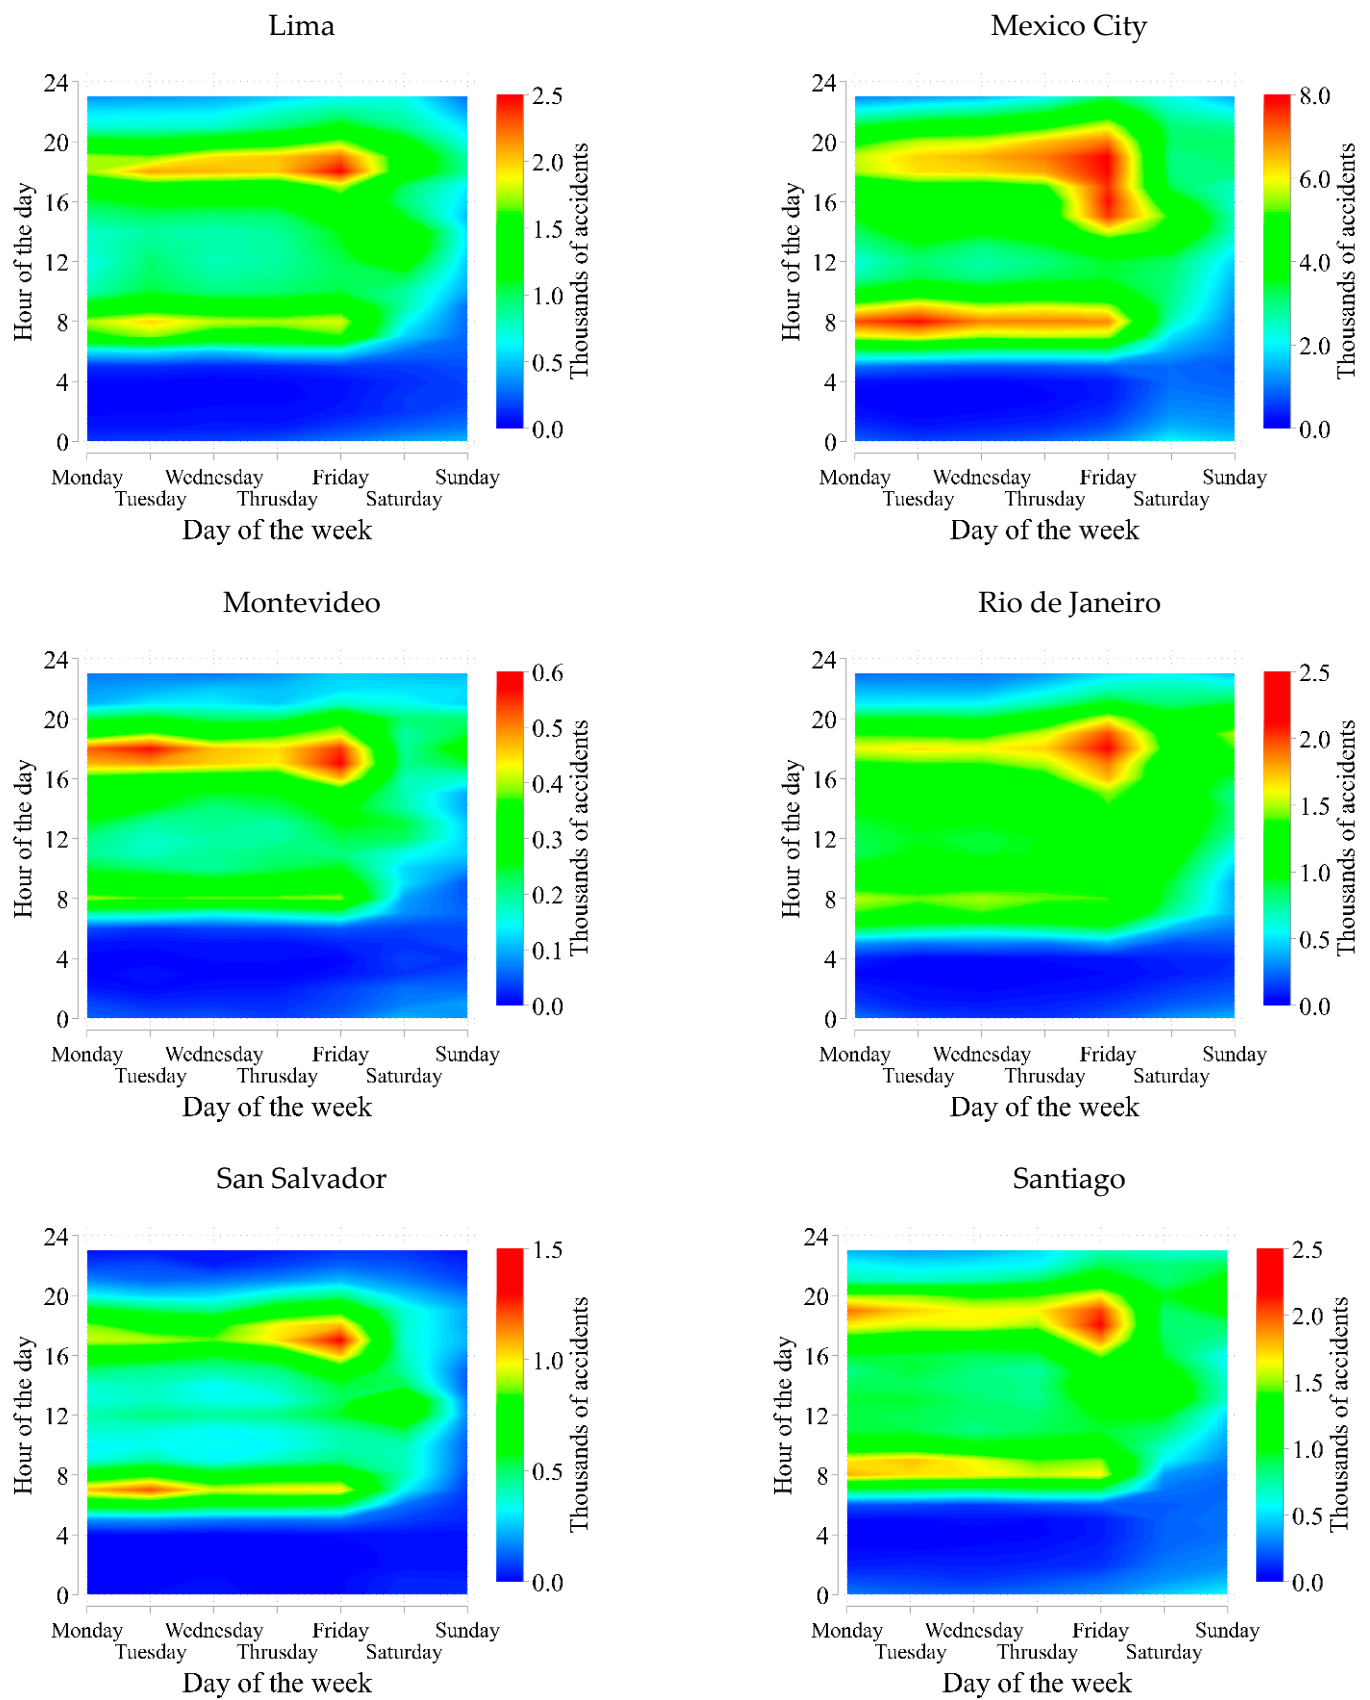 Lima
24
20
16
12
8
4
0
Hour of the day
Monday Wednesday Friday Sunday
Tuesday Thrusday Saturday
Day of the week
2.5
2.0
1.5
1.0
0.5
0.0
Thousands of accidents
Mexico City
24
20
16
12
8
4
0
Hour of the day
Monday Wednesday Friday Sunday
Tuesday Thrusday Saturday
Day of the week
8.0
6.0
4.0
2.0
0.0
Thousands of accidents
Montevideo
24
20
16
12
8
4
0
Hour of the day
Monday Wednesday Friday Sunday
Tuesday Thrusday Saturday
Day of the week
0.6
0.5
0.4
0.3
0.2
0.1
0.0
Thousands of accidents
Rio de Janeiro
24
20
16
12
8
4
0
Hour of the day
Monday Wednesday Friday Sunday
Tuesday Thrusday Saturday
Day of the week
2.5
2.0
1.5
1.0
0.5
0.0
Thousands of accidents
San Salvador
24
20
16
12
8
4
0
Hour of the day
Monday Wednesday Friday Sunday
Tuesday Thrusday Saturday
Day of the week
1.5
1.0
0.5
0.0
Thousands of accidents
Santiago
24
20
16
12
8
4
0
Hour of the day
Monday Wednesday Friday Sunday
Tuesday Thrusday Saturday
Day of the week
2.5
2.0
1.5
1.0
0.5
0.0
Thousands of accidents